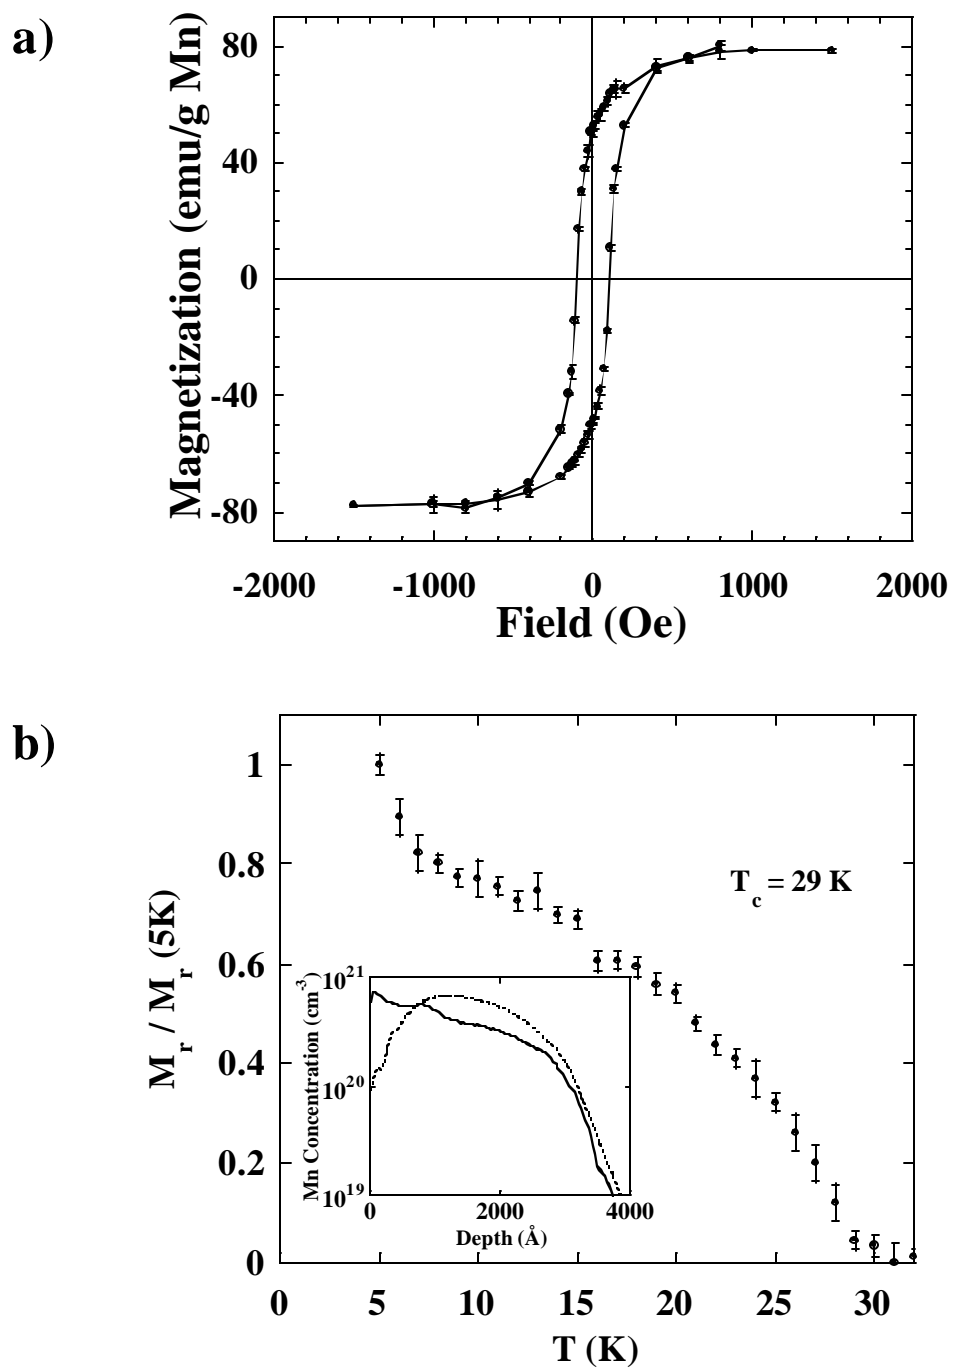 a)
Magnetization (emu/g Mn)
80
40
0
-40
-80
-2000 -1000 0 1000 2000
Field (Oe)
b)
M_r / M_r (5K)
1
0.8
0.6
0.4
0.2
0
T_c = 29 K
Mn Concentration (cm^-3)
10^21
10^20
10^19
0 2000 4000
Depth (Å)
0 5 10 15 20 25 30
T (K)